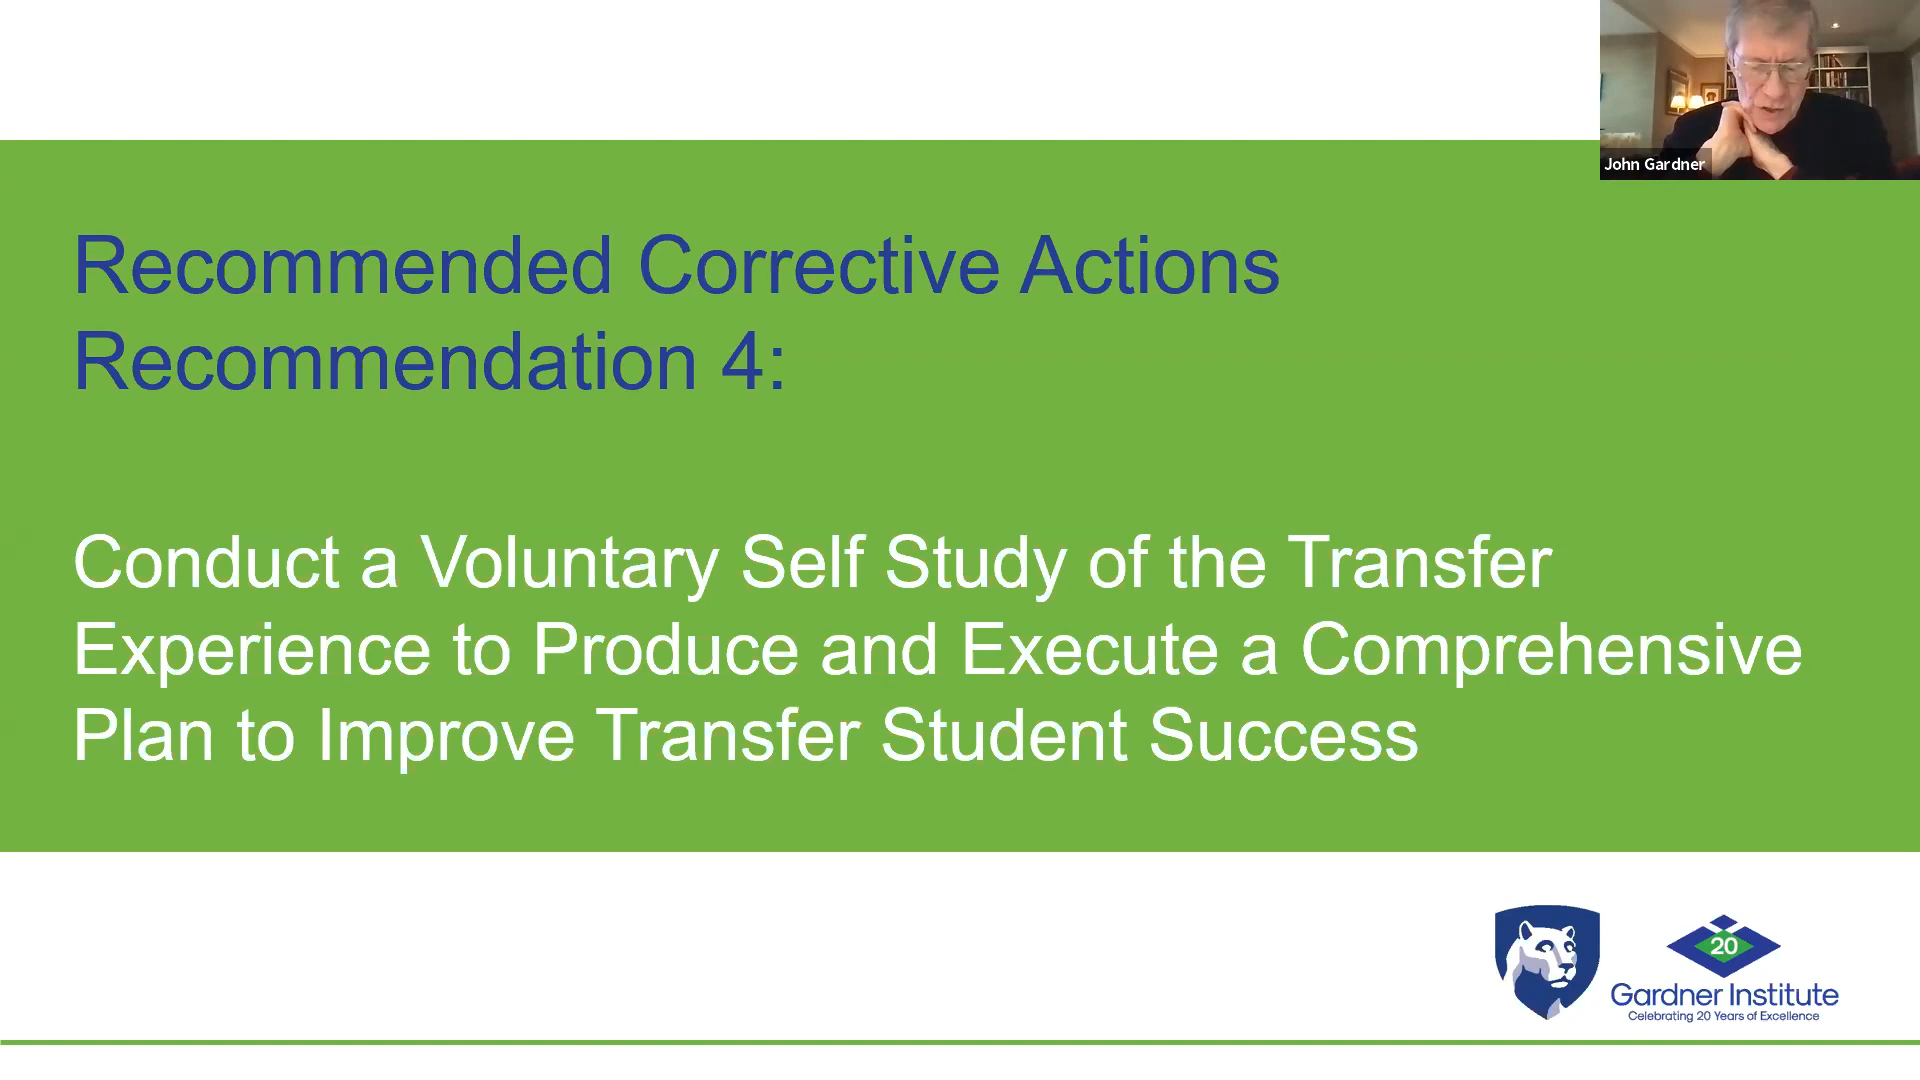 John Gardner
Recommended Corrective Actions
Recommendation 4:
Conduct a Voluntary Self Study of the Transfer
Experience to Produce and Execute a Comprehensive
Plan to Improve Transfer Student Success
20
Gardner Institute
Celebrating 20 Years of Excellence